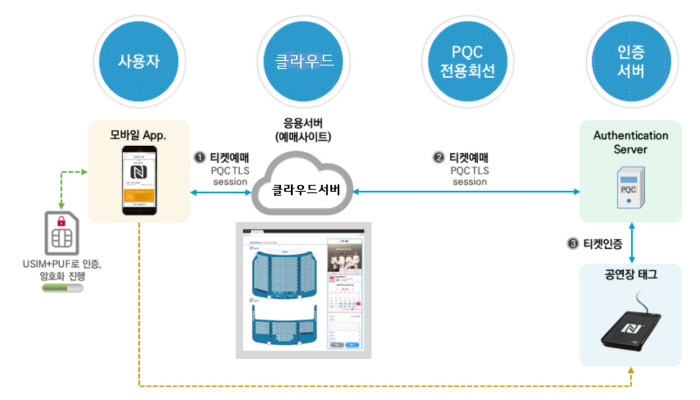 사용자
클라우드
PQC
전용회선
인증
서버
모바일 App.
응용서버
(예매사이트)
Authentication
Server
❶ 티켓예매
PQC TLS
session
클라우드서버
❷ 티켓예매
PQC TLS
session
PQC
USIM+PUF로 인증,
암호화 진행
❸ 티켓인증
공연장 태그